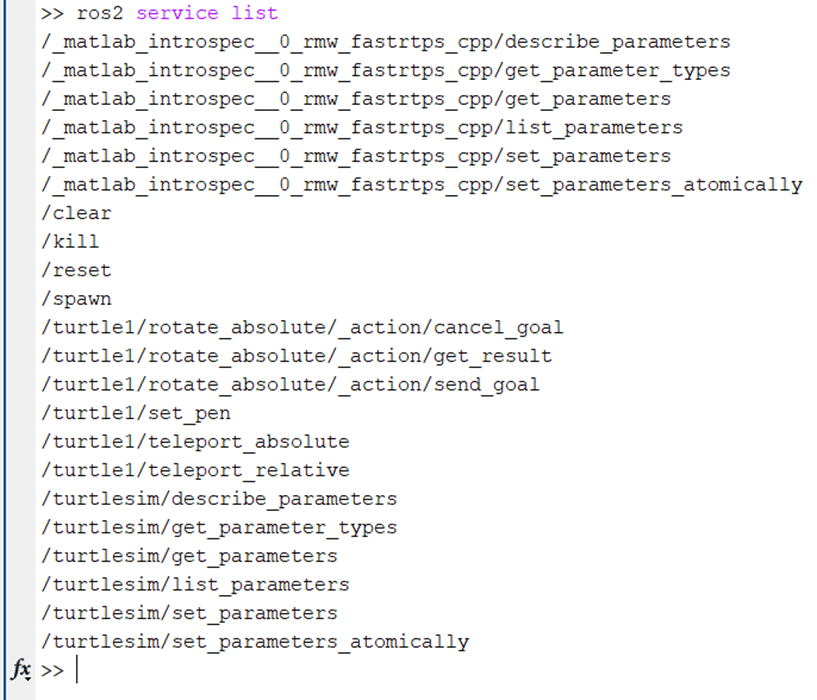 >> ros2 service list
/_matlab_introspec__0_rmw_fastrtps_cpp/describe_parameters
/_matlab_introspec__0_rmw_fastrtps_cpp/get_parameter_types
/_matlab_introspec__0_rmw_fastrtps_cpp/get_parameters
/_matlab_introspec__0_rmw_fastrtps_cpp/list_parameters
/_matlab_introspec__0_rmw_fastrtps_cpp/set_parameters
/_matlab_introspec__0_rmw_fastrtps_cpp/set_parameters_atomically
/clear
/kill
/reset
/spawn
/turtle1/rotate_absolute/_action/cancel_goal
/turtle1/rotate_absolute/_action/get_result
/turtle1/rotate_absolute/_action/send_goal
/turtle1/set_pen
/turtle1/teleport_absolute
/turtle1/teleport_relative
/turtlesim/describe_parameters
/turtlesim/get_parameter_types
/turtlesim/get_parameters
/turtlesim/list_parameters
/turtlesim/set_parameters
/turtlesim/set_parameters_atomically
fx >>